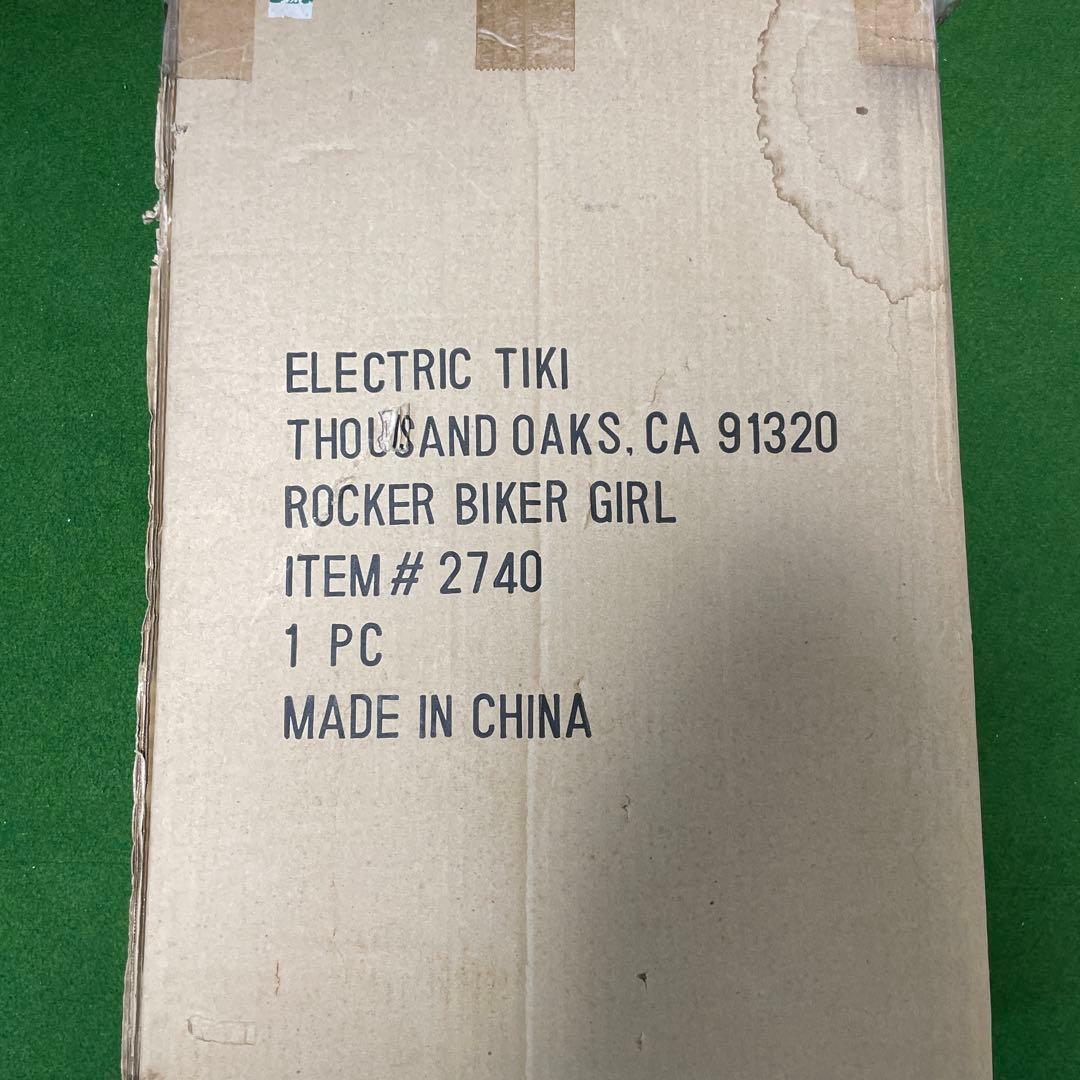 ELECTRIC TIKI
THOUSAND OAKS, CA 91320
ROCKER BIKER GIRL
ITEM# 2740
1 PC
MADE IN CHINA